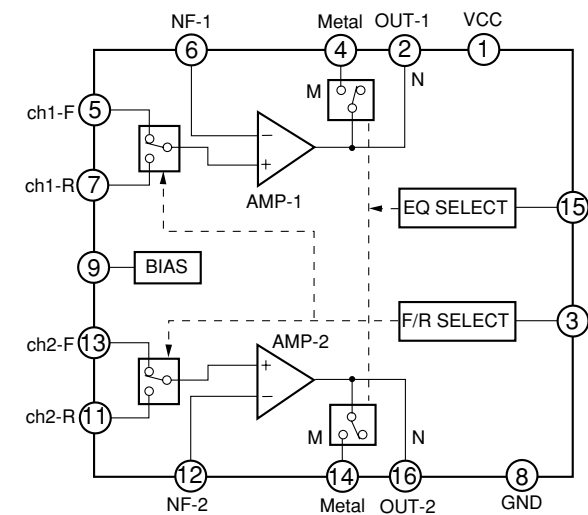 NF-1 Metal OUT-1 VCC
6 4 2 1
M N
ch1-F 5
− +
ch1-R 7
AMP-1
EQ SELECT 15
9 BIAS
F/R SELECT 3
ch2-F 13
AMP-2
+ −
ch2-R 11
M N
12 14 16 8
NF-2 Metal OUT-2 GND